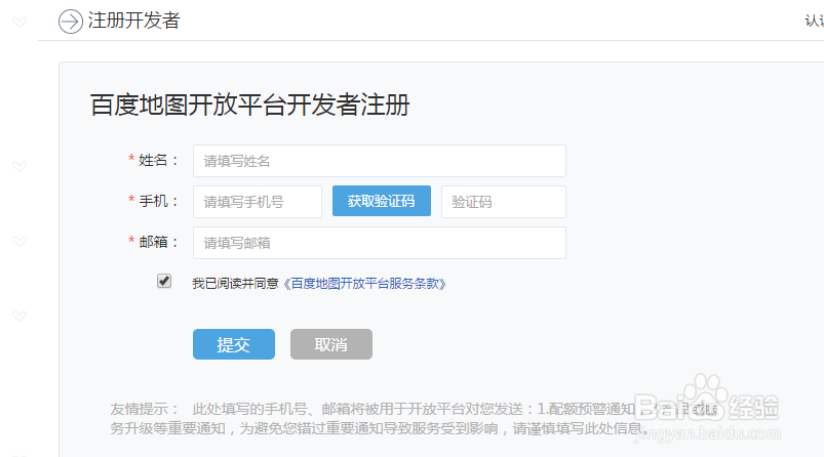 注册开发者
百度地图开放平台开发者注册
* 姓名： 请填写姓名
* 手机： 请填写手机号 获取验证码 验证码
* 邮箱： 请填写邮箱
我已阅读并同意《百度地图开放平台服务条款》
提交 取消
友情提示： 此处填写的手机号、邮箱将被用于开放平台对您发送：1.配额预警通知
务升级等重要通知，为避免您错过重要通知导致服务受到影响，请谨慎填写此处信息。
Baidu 经验
jingyan.baidu.com